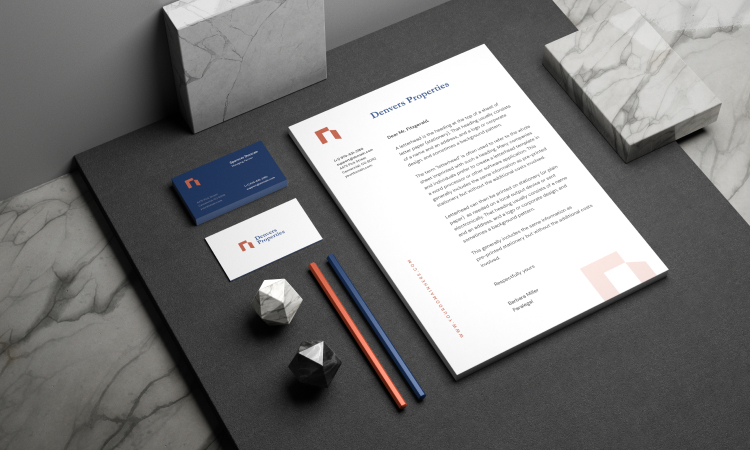 Denvers Properties
Dear Mr. Fitzgerald,
A letterhead is the heading at the top of a sheet of
letter paper (stationery). That heading usually consists
of a name and an address, and a logo or corporate
design, and sometimes a background pattern.
The term "letterhead" is often used to refer to the whole
sheet imprinted with such a heading. Many companies
and individuals prefer to create a letterhead template in
a word processor or other software application. This
generally includes the same information as pre-printed
stationery but without the additional costs involved.
Letterhead can then be printed on stationery (or plain
paper) as needed on a local output device or sent
electronically. That heading usually consists of a name
and an address, and a logo or corporate design and
sometimes a background pattern.
This generally includes the same information as
pre-printed stationery but without the additional costs
involved.
Respectfully yours
Barbara Miller
Paralegal
Denvers
Properties